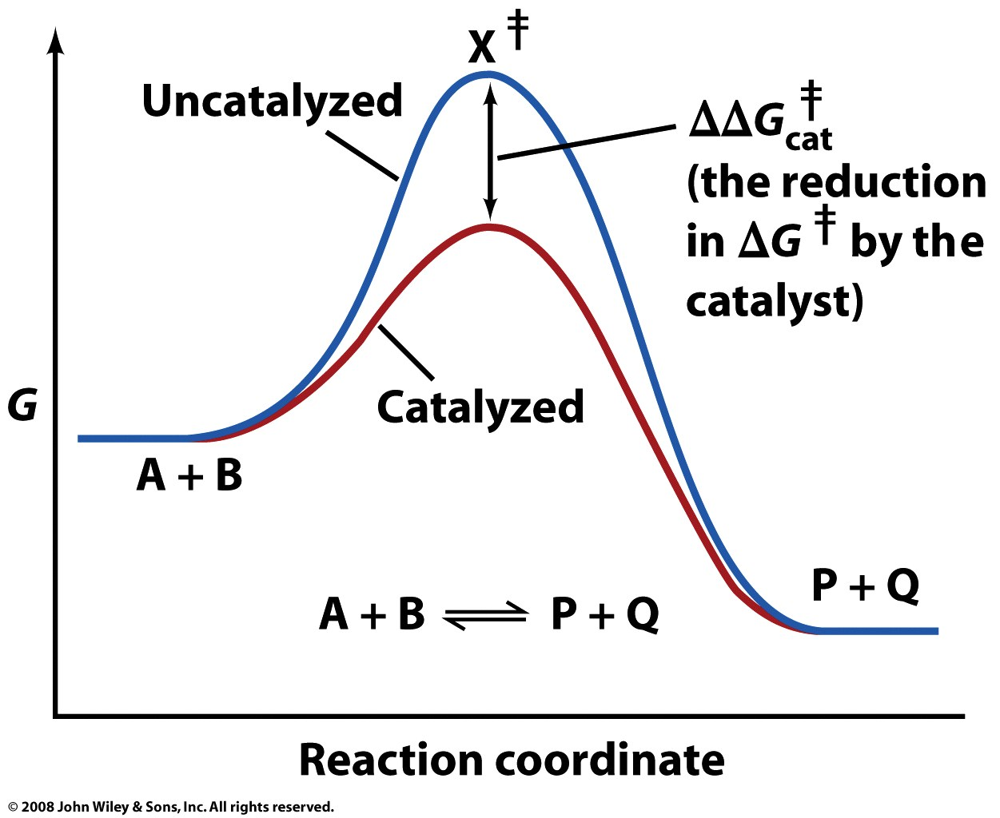 X ‡
Uncatalyzed
ΔΔG‡cat
(the reduction
in ΔG ‡ by the
catalyst)
Catalyzed
G
A + B
P + Q
A + B ⇌ P + Q
Reaction coordinate
© 2008 John Wiley & Sons, Inc. All rights reserved.